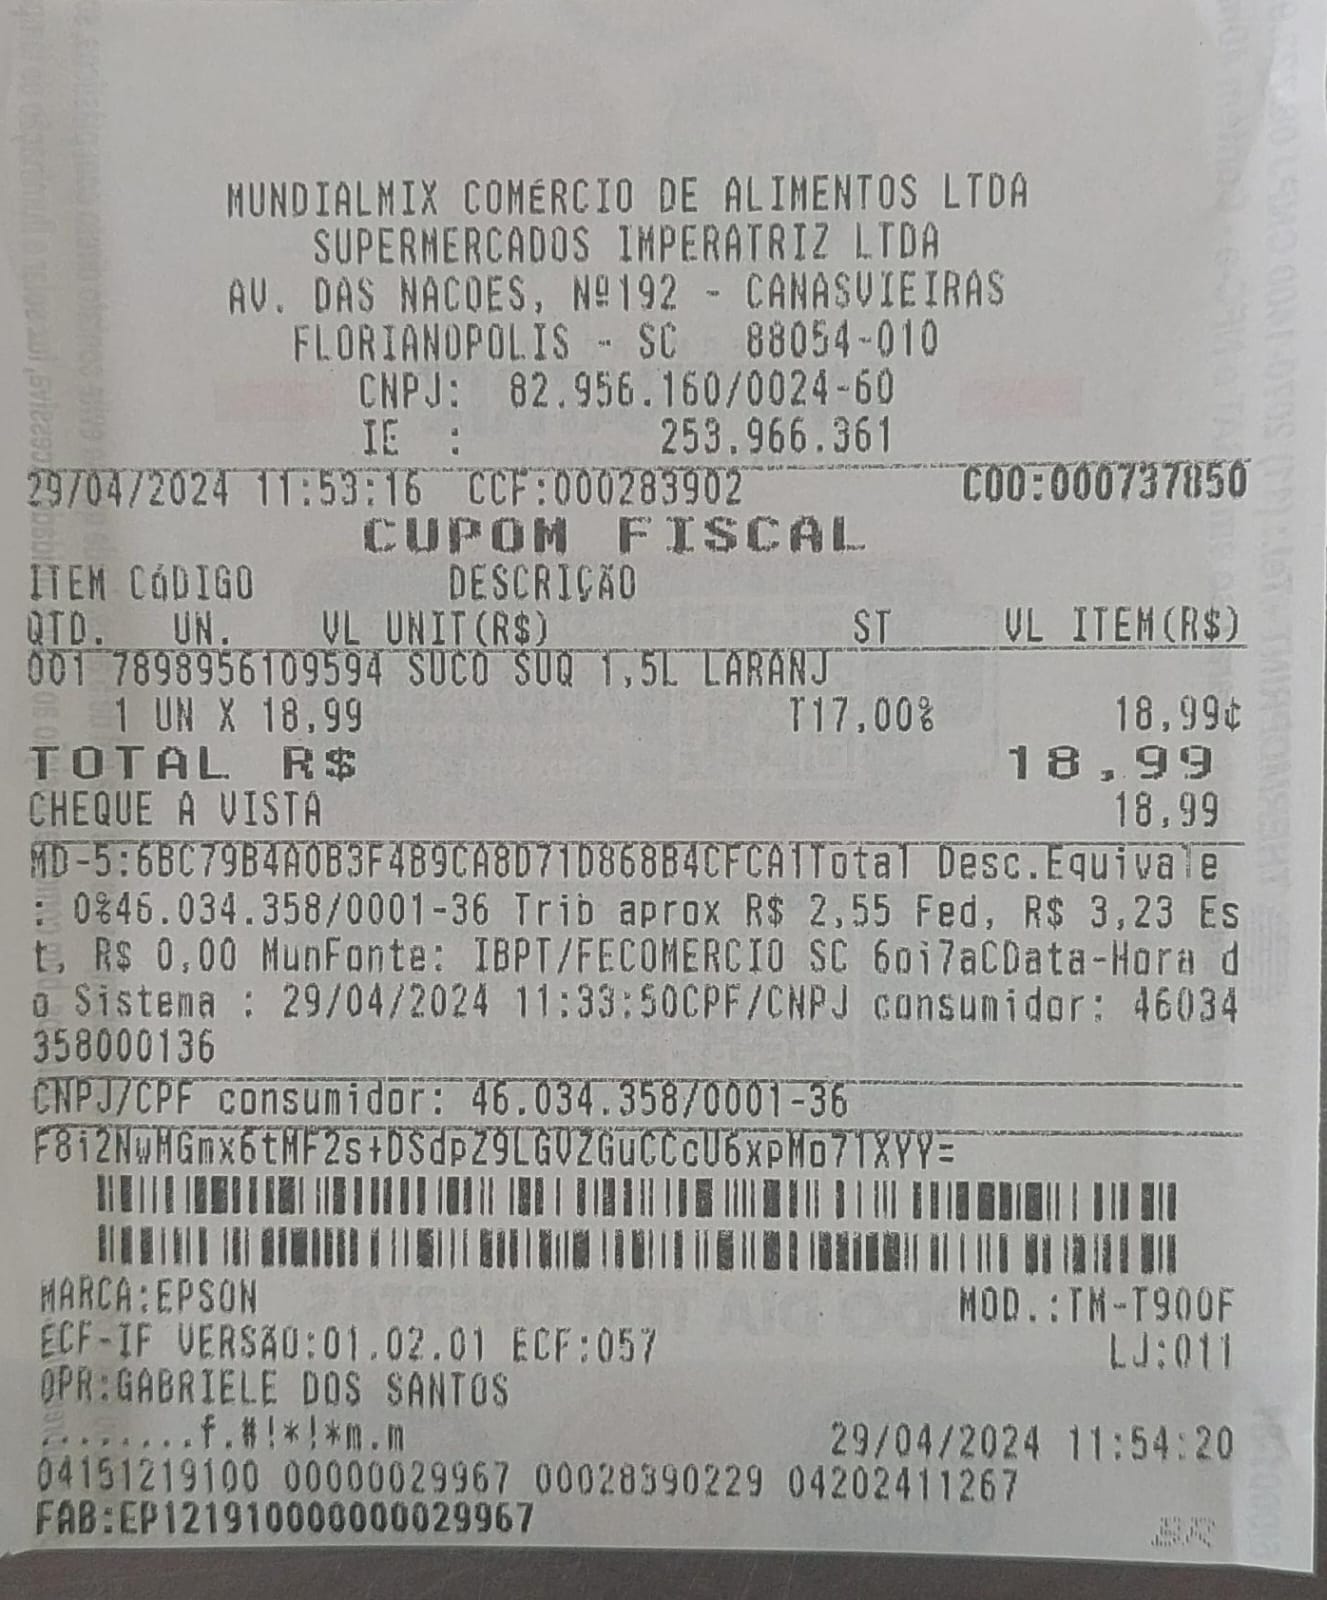 MUNDIALMIX COMÉRCIO DE ALIMENTOS LTDA
SUPERMERCADOS IMPERATRIZ LTDA
AV. DAS NACOES, Nº192 - CANASVIEIRAS
FLORIANOPOLIS - SC 88054-010
CNPJ: 82.956.160/0024-60
IE : 253.966.361
29/04/2024 11:53:16 CCF:000283902 COO:000737850
CUPOM FISCAL
ITEM CóDIGO DESCRIÇÃO
QTD. UN. VL UNIT(R$) ST VL ITEM(R$)
001 7898956109594 SUCO SUQ 1,5L LARANJ
1 UN X 18,99 T17,00% 18,99¢
TOTAL R$ 18,99
CHEQUE A VISTA 18,99
MD-5:6BC79B4A0B3F4B9CA8D71D868B4CFCA1Total Desc.Equivale
: 0%46.034.358/0001-36 Trib aprox R$ 2,55 Fed, R$ 3,23 Es
t, R$ 0,00 MunFonte: IBPT/FECOMERCIO SC 6oi7aCData-Hora d
o Sistema : 29/04/2024 11:33:50CPF/CNPJ consumidor: 46034
358000136
CNPJ/CPF consumidor: 46.034.358/0001-36
F8i2NwMGmx6tMF2s+DSdpZ9LGVZGuCCcU6xpMo71XYY=
MARCA:EPSON MOD.:TM-T900F
ECF-IF VERSÃO:01.02.01 ECF:057 LJ:011
OPR:GABRIELE DOS SANTOS
........f.#!*!*m.m 29/04/2024 11:54:20
04151219100 00000029967 00028390229 04202411267
FAB:EP121910000000029967
BR